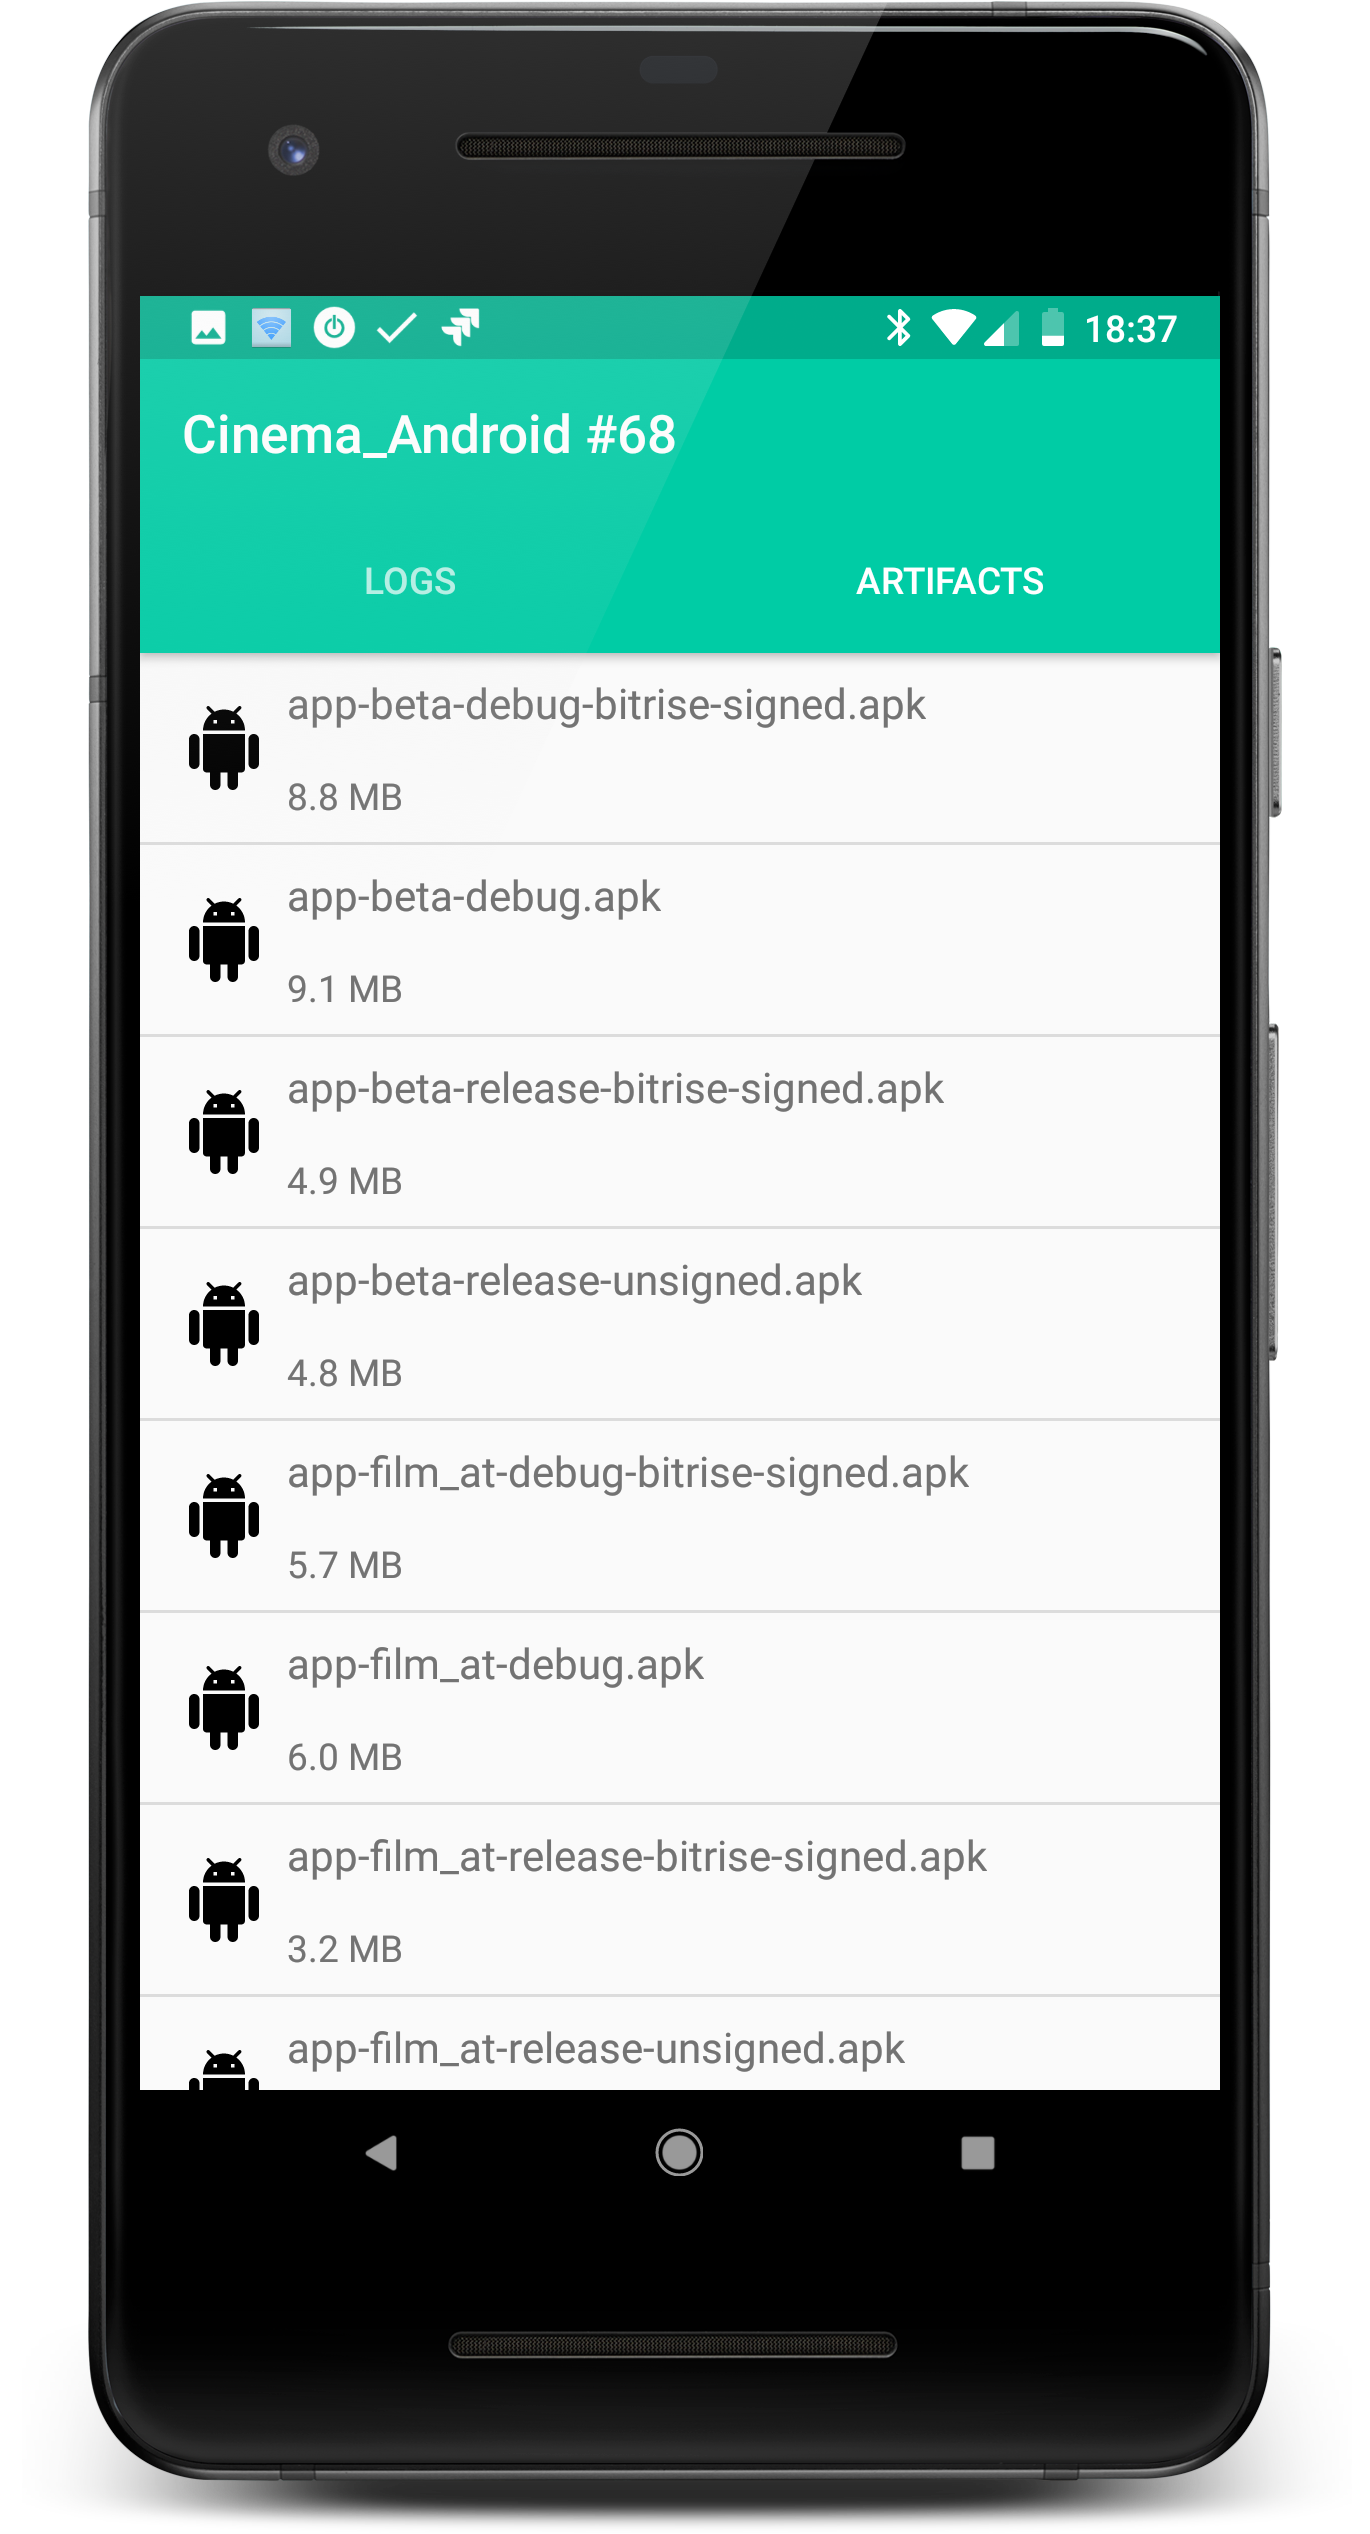 18:37
Cinema_Android #68
LOGS ARTIFACTS
app-beta-debug-bitrise-signed.apk
8.8 MB
app-beta-debug.apk
9.1 MB
app-beta-release-bitrise-signed.apk
4.9 MB
app-beta-release-unsigned.apk
4.8 MB
app-film_at-debug-bitrise-signed.apk
5.7 MB
app-film_at-debug.apk
6.0 MB
app-film_at-release-bitrise-signed.apk
3.2 MB
app-film_at-release-unsigned.apk